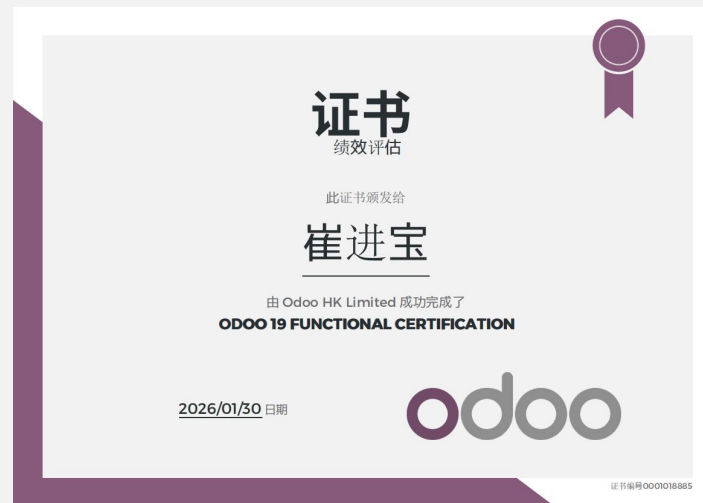 证书
绩效评估
此证书颁发给
崔进宝
由 Odoo HK Limited 成功完成了
ODOO 19 FUNCTIONAL CERTIFICATION
2026/01/30 日期
odoo
证书编号0001018885